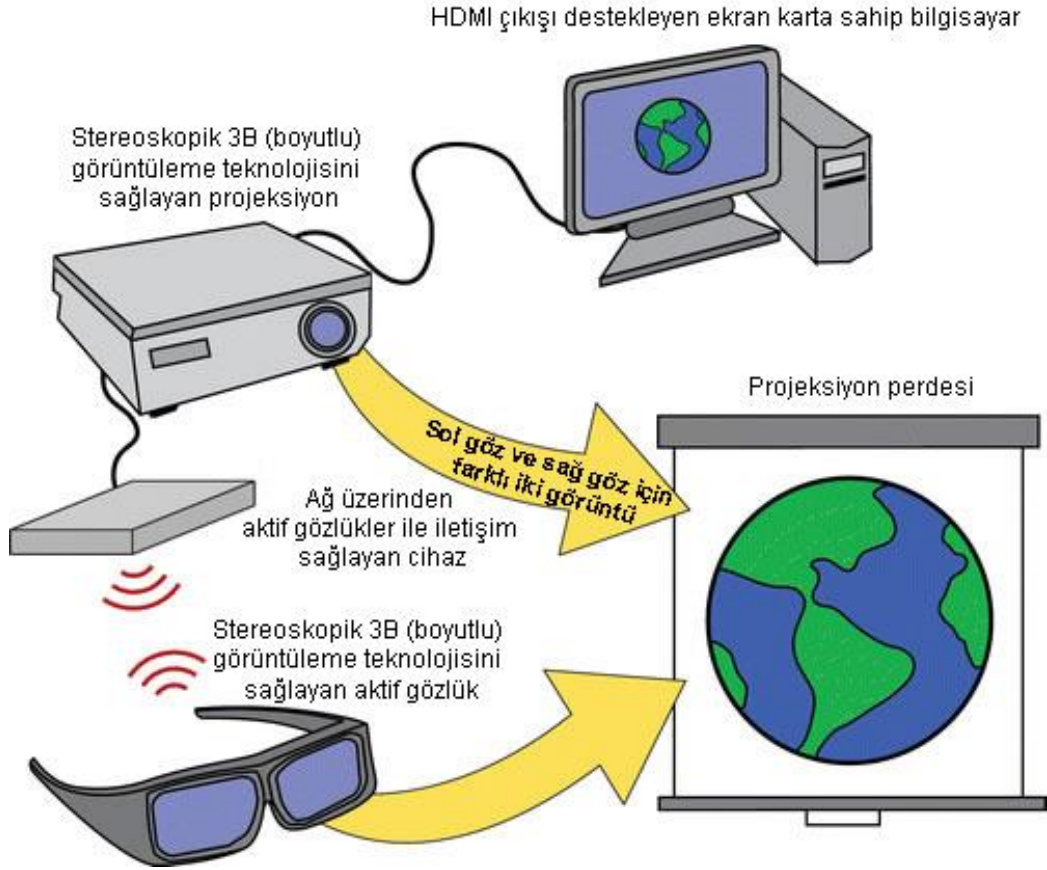 HDMI çıkışı destekleyen ekran karta sahip bilgisayar
Stereoskopik 3B (boyutlu)
görüntüleme teknolojisini
sağlayan projeksiyon
Projeksiyon perdesi
Sol göz ve sağ göz için
farklı iki görüntü
Ağ üzerinden
aktif gözlükler ile iletişim
sağlayan cihaz
Stereoskopik 3B (boyutlu)
görüntüleme teknolojisini
sağlayan aktif gözlük